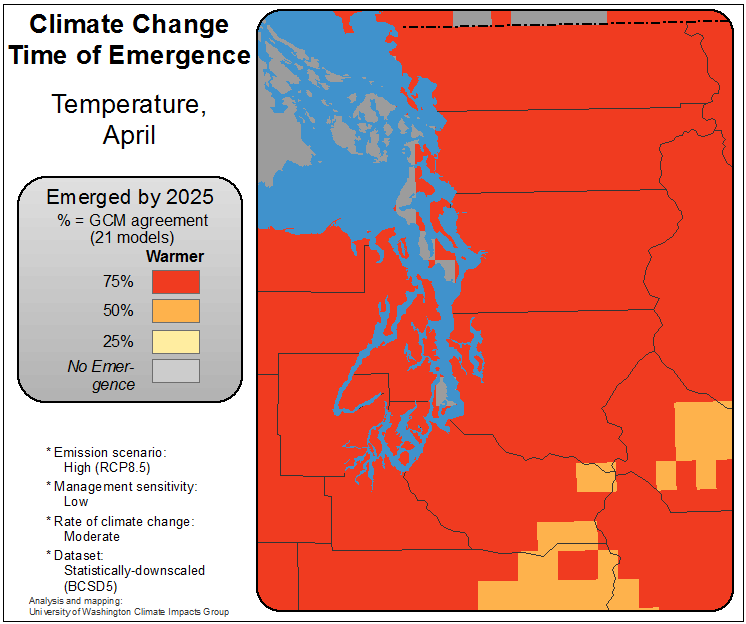 Climate Change
Time of Emergence
Temperature,
April
Emerged by 2025
% = GCM agreement
(21 models)
Warmer
75%
50%
25%
No Emer-
gence
* Emission scenario:
High (RCP8.5)
* Management sensitivity:
Low
* Rate of climate change:
Moderate
* Dataset:
Statistically-downscaled
(BCSD5)
Analysis and mapping:
University of Washington Climate Impacts Group